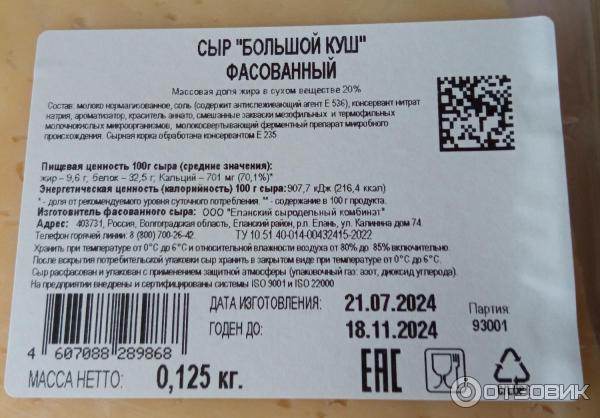 СЫР "БОЛЬШОЙ КУШ"
ФАСОВАННЫЙ
Массовая доля жира в сухом веществе 20%
Состав: молоко нормализованное, соль (содержит антислеживающий агент Е 536), консервант нитрат
натрия, ароматизатор, краситель аннато, смешанные закваски мезофильных и термофильных
молочнокислых микроорганизмов, молокосвертывающий ферментный препарат микробного
происхождения. Сырная корка обработана консервантом Е 235
Пищевая ценность 100г сыра (средние значения):
жир – 9,6 г, белок – 32,5 г; Кальций – 701 мг (70,1%)*
Энергетическая ценность (калорийность) 100 г сыра: 907,7 кДж (216,4 ккал)
* - доля от рекомендуемого уровня суточного потребления. ** - содержание в 100 г продукта.
Изготовитель фасованного сыра: ООО "Еланский сыродельный комбинат"
Адрес: 403731, Россия, Волгоградская область, Еланский район, р.п. Елань, ул. Калинина дом 74.
Телефон горячей линии: 8 (800) 700-26-42. ТУ 10.51.40-014-00432415-2022
Хранить при температуре от 0°С до 6°С и относительной влажности воздуха от 80% до 85% включительно.
После вскрытия потребительской упаковки сыр хранить в закрытом виде при температуре от 0°С до 6°С.
Сыр расфасован и упакован с применением защитной атмосферы (упаковочный газ: азот, диоксид углерода).
На предприятии внедрены и сертифицированы системы ISO 9001 и ISO 22000
ДАТА ИЗГОТОВЛЕНИЯ: 21.07.2024
Партия:
ГОДЕН ДО: 18.11.2024
93001
4 607088 289868
МАССА НЕТТО: 0,125 кг.
EAC
ОТЗОВИК